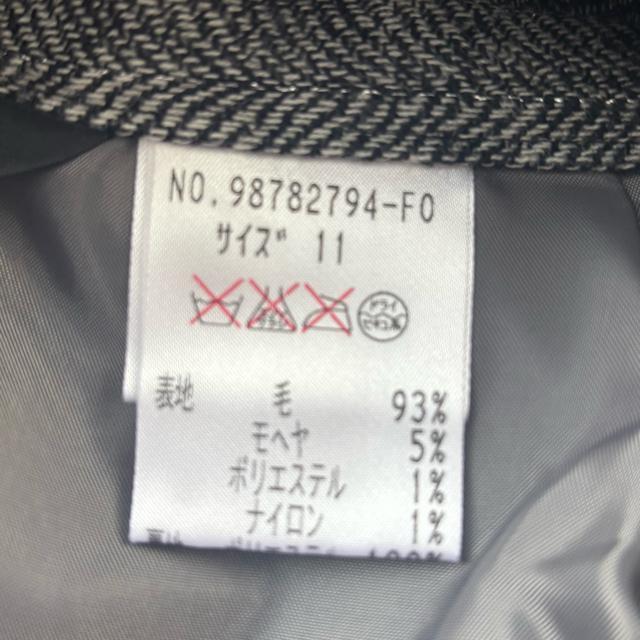 NO.98782794-F0
サイズ 11
表地 毛 93%
モヘヤ 5%
ポリエステル 1%
ナイロン 1%